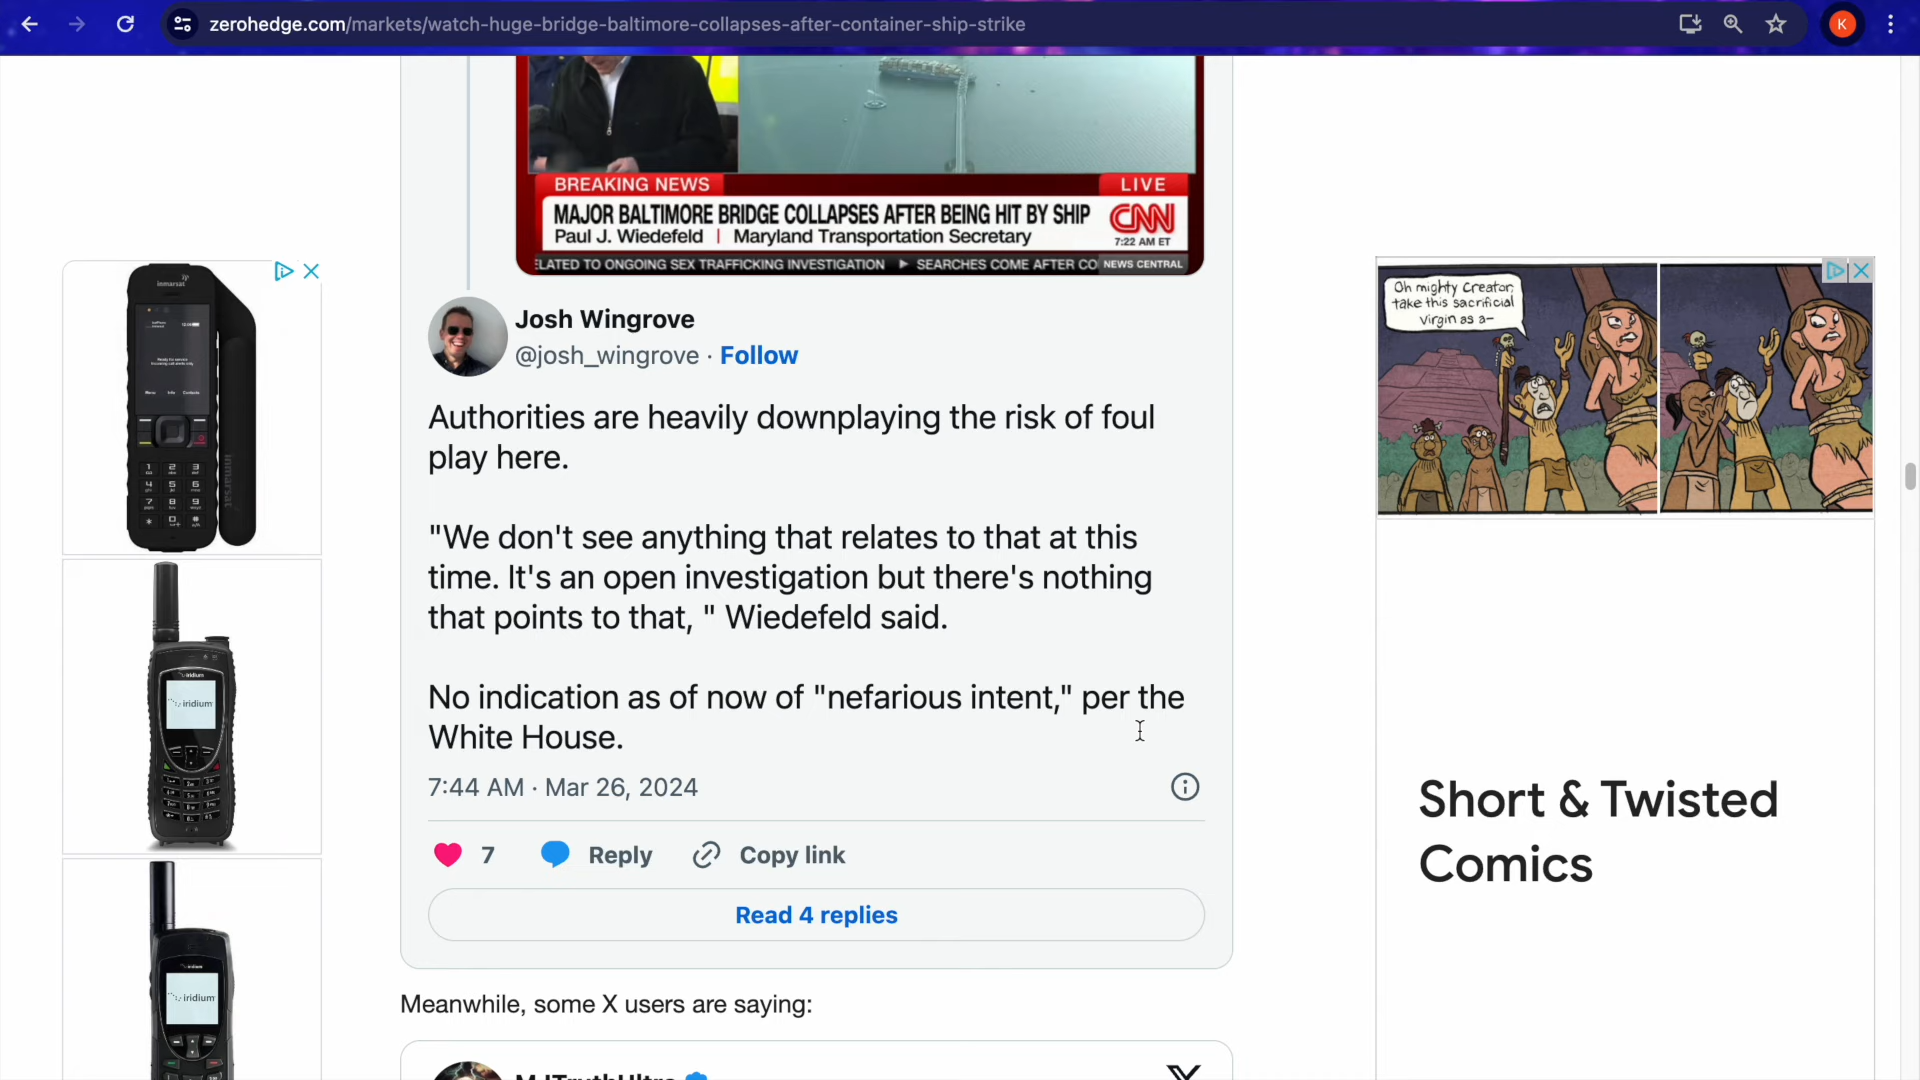 zerohedge.com/markets/watch-huge-bridge-baltimore-collapses-after-container-ship-strike
K
BREAKING NEWS
LIVE
MAJOR BALTIMORE BRIDGE COLLAPSES AFTER BEING HIT BY SHIP
CNN
Paul J. Wiedefeld | Maryland Transportation Secretary
7:22 AM ET
ELATED TO ONGOING SEX TRAFFICKING INVESTIGATION ▶ SEARCHES COME AFTER CO
NEWS CENTRAL
Josh Wingrove
@josh_wingrove · Follow
Authorities are heavily downplaying the risk of foul
play here.
"We don't see anything that relates to that at this
time. It's an open investigation but there's nothing
that points to that, " Wiedefeld said.
No indication as of now of "nefarious intent," per the
White House.
7:44 AM · Mar 26, 2024
7
Reply
Copy link
Read 4 replies
Meanwhile, some X users are saying:
MJTruthUltra
inmarsat
inmarsat
iridium
iridium
iridium
iridium
Oh mighty Creator,
take this sacrificial
virgin as a-
Short & Twisted
Comics